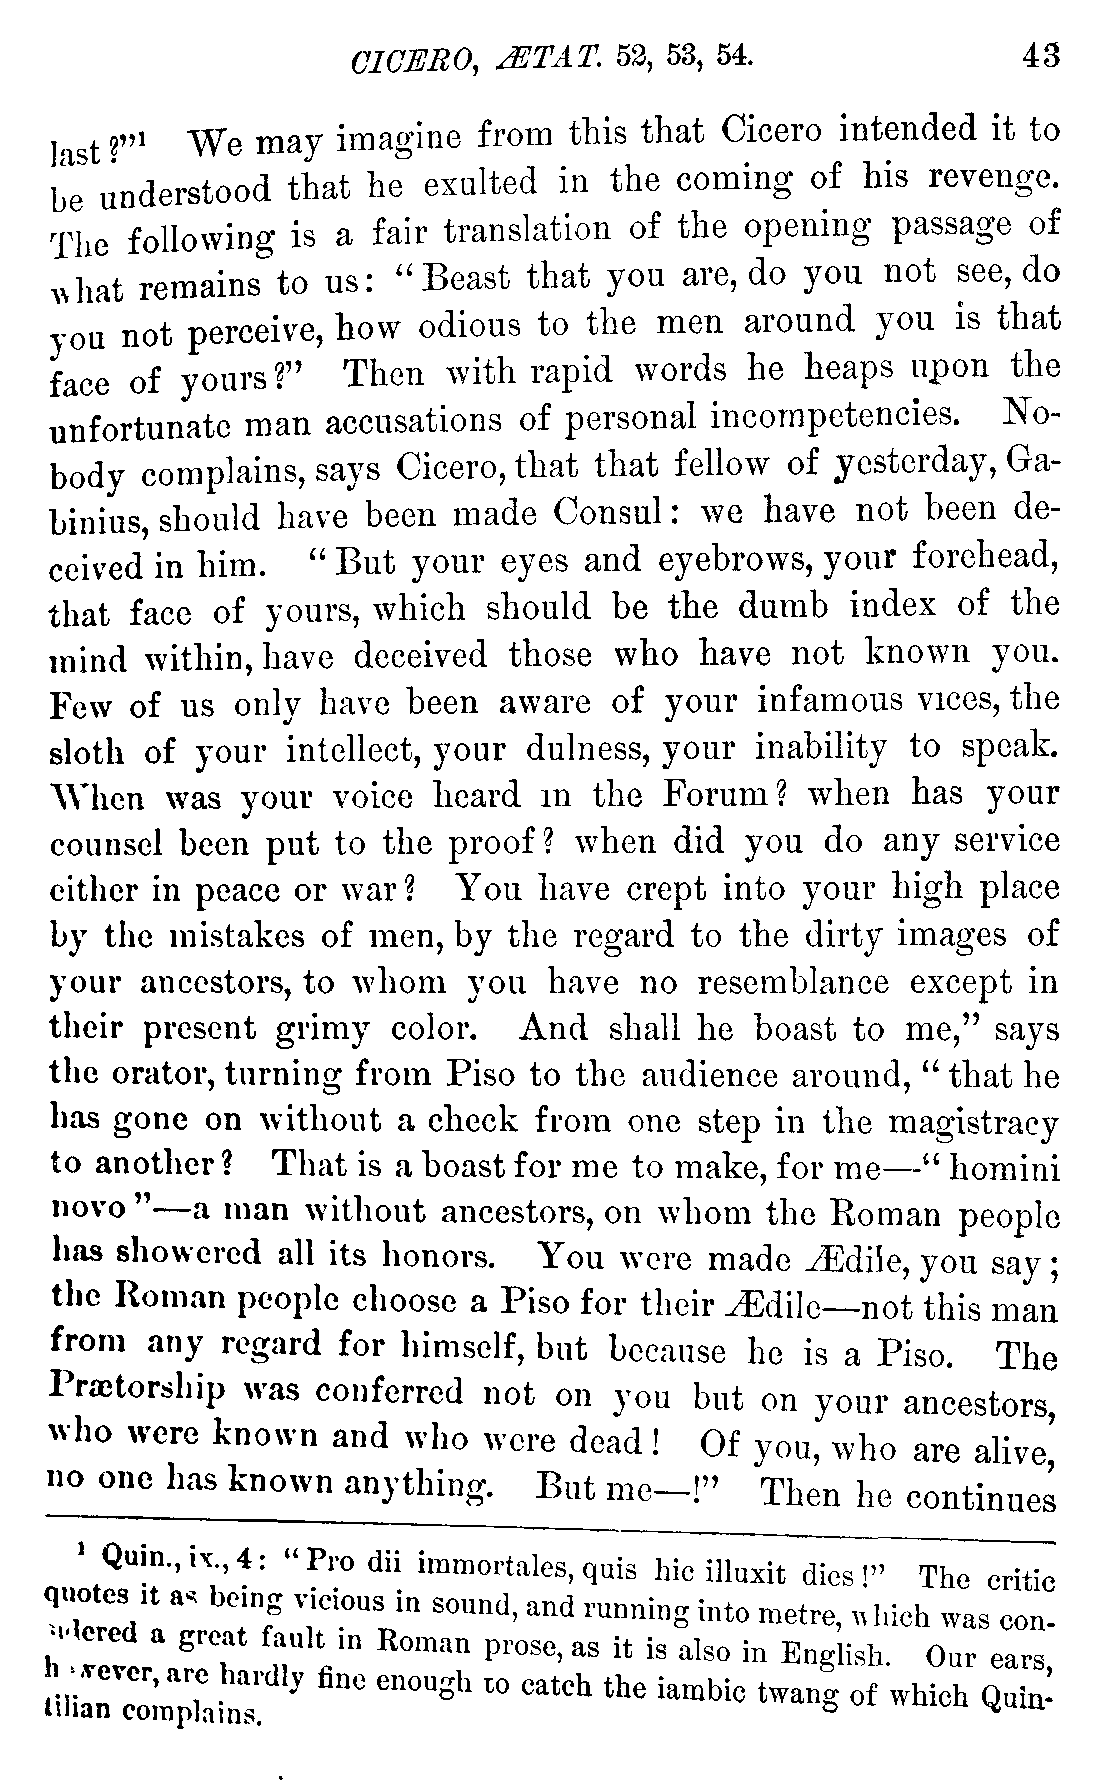 CICERO, ÆTAT. 52, 53, 54. 43
last?"¹ We may imagine from this that Cicero intended it to
be understood that he exulted in the coming of his revenge.
The following is a fair translation of the opening passage of
what remains to us: "Beast that you are, do you not see, do
you not perceive, how odious to the men around you is that
face of yours?" Then with rapid words he heaps upon the
unfortunate man accusations of personal incompetencies. No-
body complains, says Cicero, that that fellow of yesterday, Ga-
binius, should have been made Consul: we have not been de-
ceived in him. "But your eyes and eyebrows, your forehead,
that face of yours, which should be the dumb index of the
mind within, have deceived those who have not known you.
Few of us only have been aware of your infamous vices, the
sloth of your intellect, your dulness, your inability to speak.
When was your voice heard in the Forum? when has your
counsel been put to the proof? when did you do any service
either in peace or war? You have crept into your high place
by the mistakes of men, by the regard to the dirty images of
your ancestors, to whom you have no resemblance except in
their present grimy color. And shall he boast to me," says
the orator, turning from Piso to the audience around, "that he
has gone on without a check from one step in the magistracy
to another? That is a boast for me to make, for me—"homini
novo"—a man without ancestors, on whom the Roman people
has showered all its honors. You were made Ædile, you say;
the Roman people choose a Piso for their Ædile—not this man
from any regard for himself, but because he is a Piso. The
Prætorship was conferred not on you but on your ancestors,
who were known and who were dead! Of you, who are alive,
no one has known anything. But me—!" Then he continues
¹ Quin., ix., 4: "Pro dii immortales, quis hic illuxit dies!" The critic
quotes it as being vicious in sound, and running into metre, which was con-
sidered a great fault in Roman prose, as it is also in English. Our ears,
however, are hardly fine enough to catch the iambic twang of which Quin-
tilian complains.